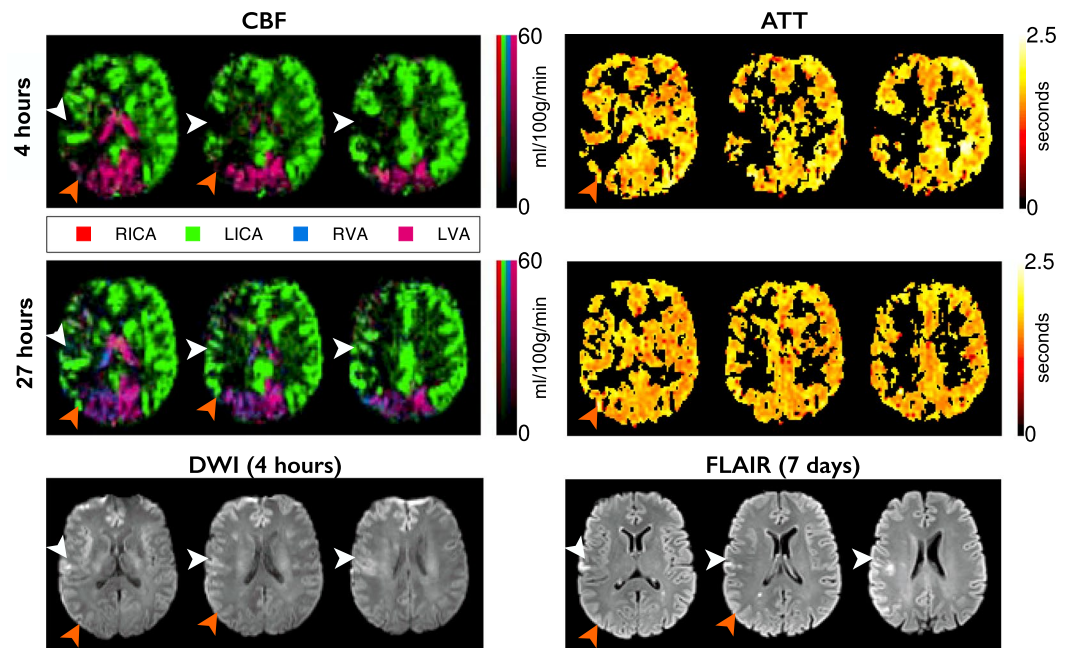 CBF
ATT
4 hours
60
0
ml/100g/min
2.5
0
seconds
RICA LICA RVA LVA
27 hours
60
0
ml/100g/min
2.5
0
seconds
DWI (4 hours)
FLAIR (7 days)